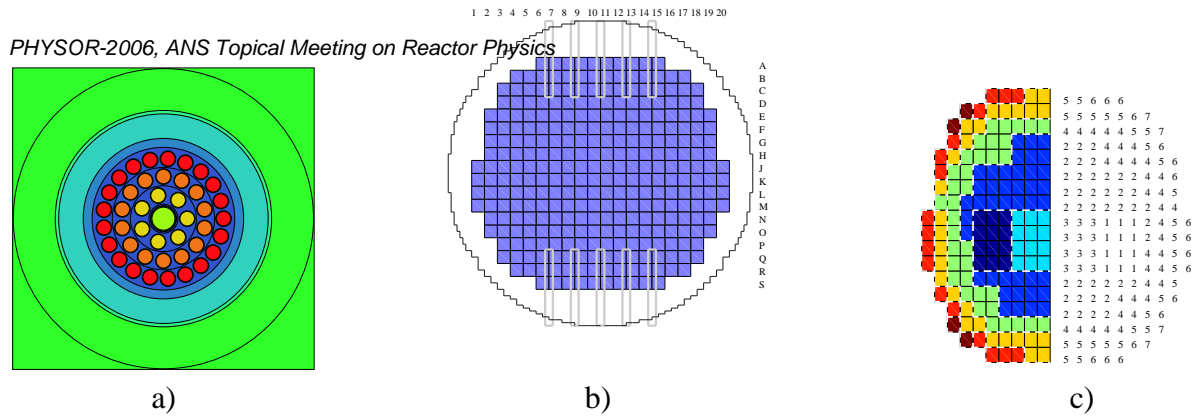 1 2 3 4 5 6 7 8 9 10 11 12 13 14 15 16 17 18 19 20
PHYSOR-2006, ANS Topical Meeting on Reactor Physics
A
B
C
D
E
F
G
H
J
K
L
M
N
O
P
Q
R
S
5 5 6 6 6
5 5 5 5 5 6 7
4 4 4 4 4 5 5 7
2 2 2 4 4 4 5 6
2 2 2 4 4 4 4 5 6
2 2 2 2 2 2 4 5 6
2 2 2 2 2 2 4 4 5
2 2 2 2 2 2 2 4 4
3 3 3 1 1 1 2 4 5 6
3 3 3 1 1 1 2 4 5 6
3 3 3 1 1 1 4 4 5 6
3 3 3 1 1 1 4 4 5 6
2 2 2 2 2 2 4 4 5
2 2 2 2 4 4 4 5 6
2 2 2 2 4 4 4 5
4 4 4 4 4 5 5 7
5 5 5 5 5 6 7
5 5 6 6 6
a)
b)
c)